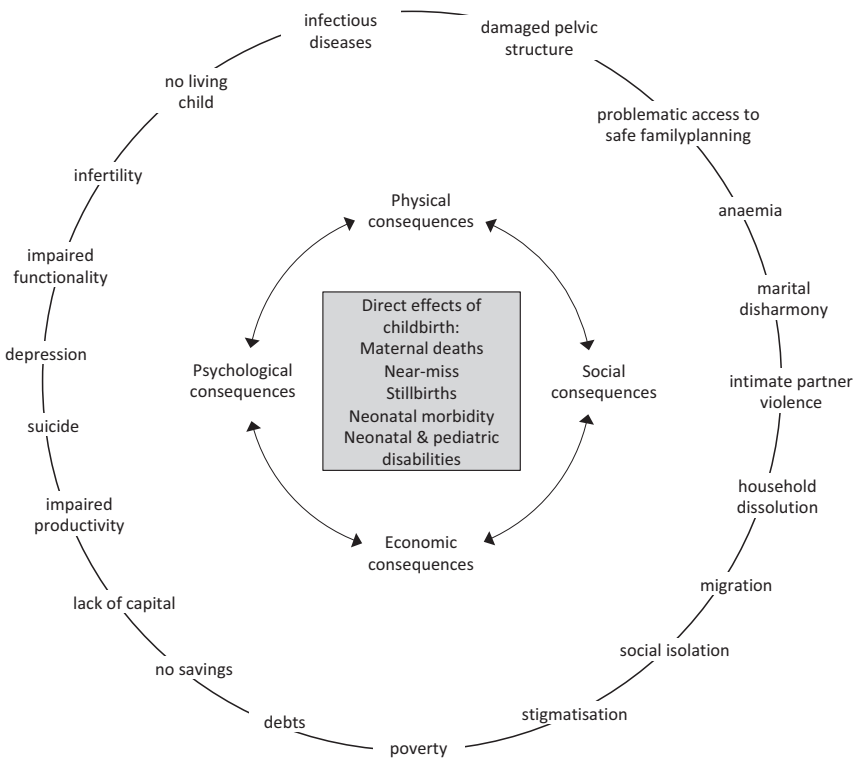 infectious
diseases
damaged pelvic
structure
no living
child
problematic access to
safe familyplanning
infertility
anaemia
Physical
consequences
impaired
functionality
marital
disharmony
Direct effects of
childbirth:
Maternal deaths
Near-miss
Stillbirths
Neonatal morbidity
Neonatal & pediatric
disabilities
depression
Psychological
consequences
Social
consequences
intimate partner
violence
suicide
household
dissolution
impaired
productivity
Economic
consequences
migration
lack of capital
social isolation
no savings
stigmatisation
debts
poverty